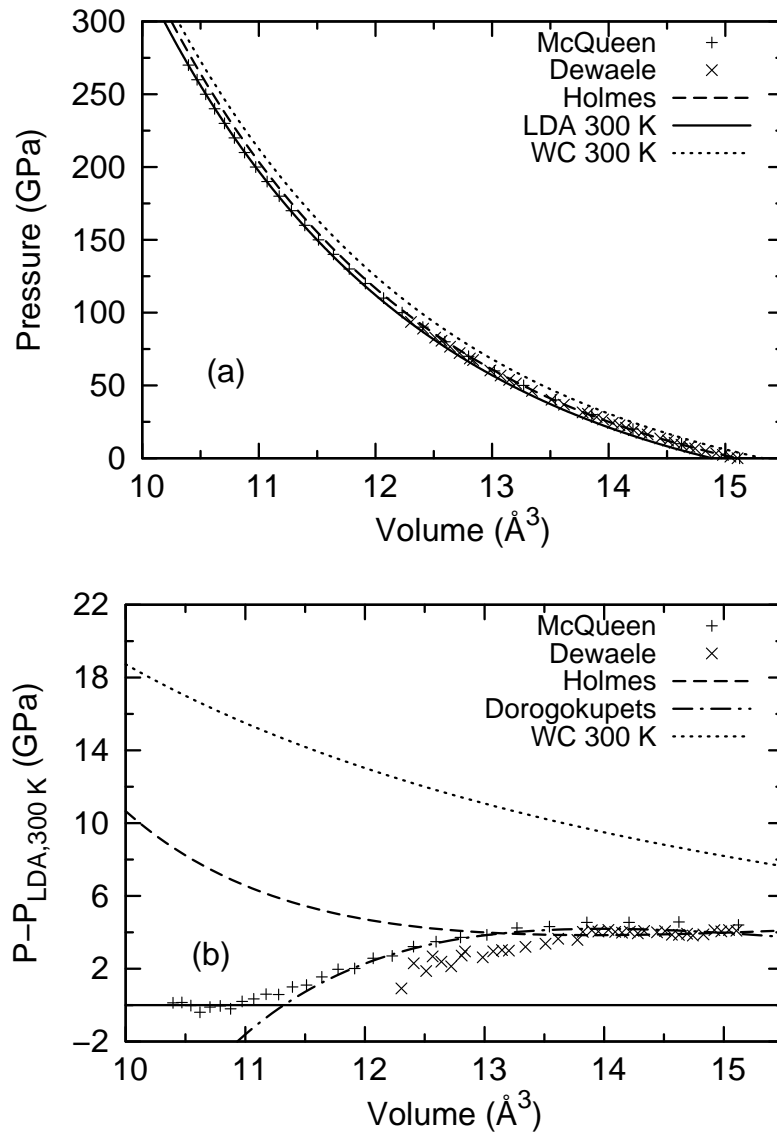 300
250
200
150
100
50
0
Pressure (GPa)
McQueen
Dewaele
Holmes
LDA 300 K
WC 300 K
(a)
10 11 12 13 14 15
Volume (Å³)
22
18
14
10
6
2
−2
P−P_LDA,300 K (GPa)
McQueen
Dewaele
Holmes
Dorogokupets
WC 300 K
(b)
10 11 12 13 14 15
Volume (Å³)